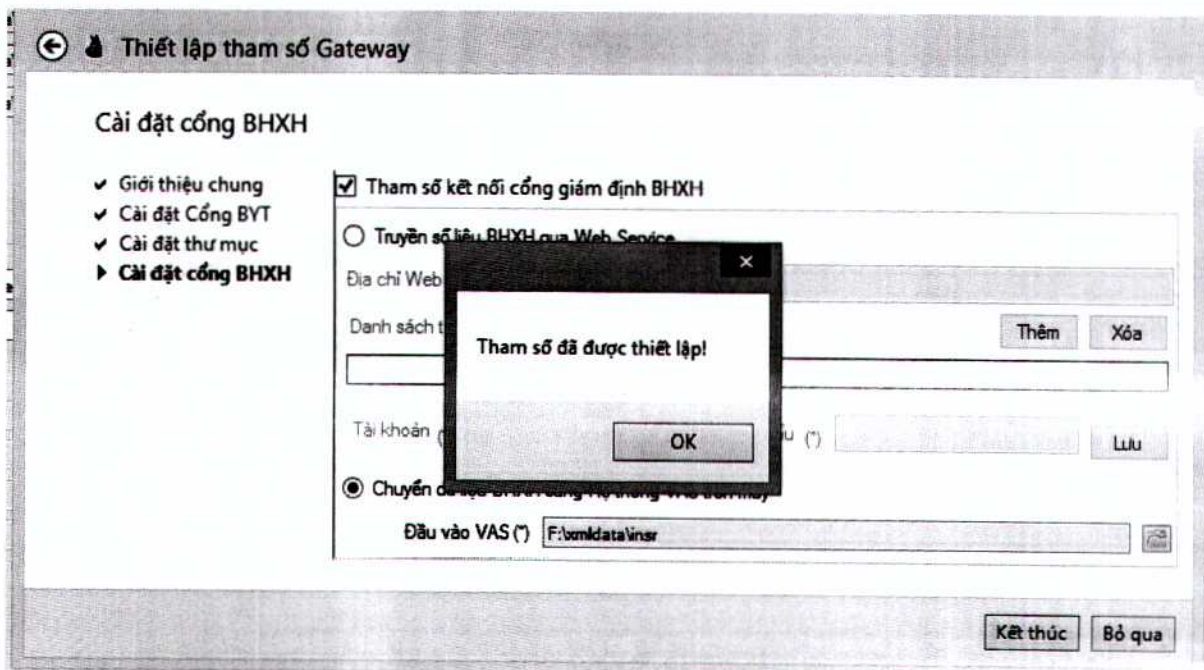 Thiết lập tham số Gateway
Cài đặt cổng BHXH
✔ Giới thiệu chung
✔ Cài đặt Cổng BYT
✔ Cài đặt thư mục
▶ Cài đặt cổng BHXH
Tham số kết nối cổng giám định BHXH
Truyền số liệu BHXH qua Web Service
Địa chỉ Web
Danh sách t
Thêm
Xóa
Tham số đã được thiết lập!
OK
Tài khoản
(*)
Lưu
Chuyển
Đầu vào VAS (*)
F:\xmldata\insr
Kết thúc
Bỏ qua